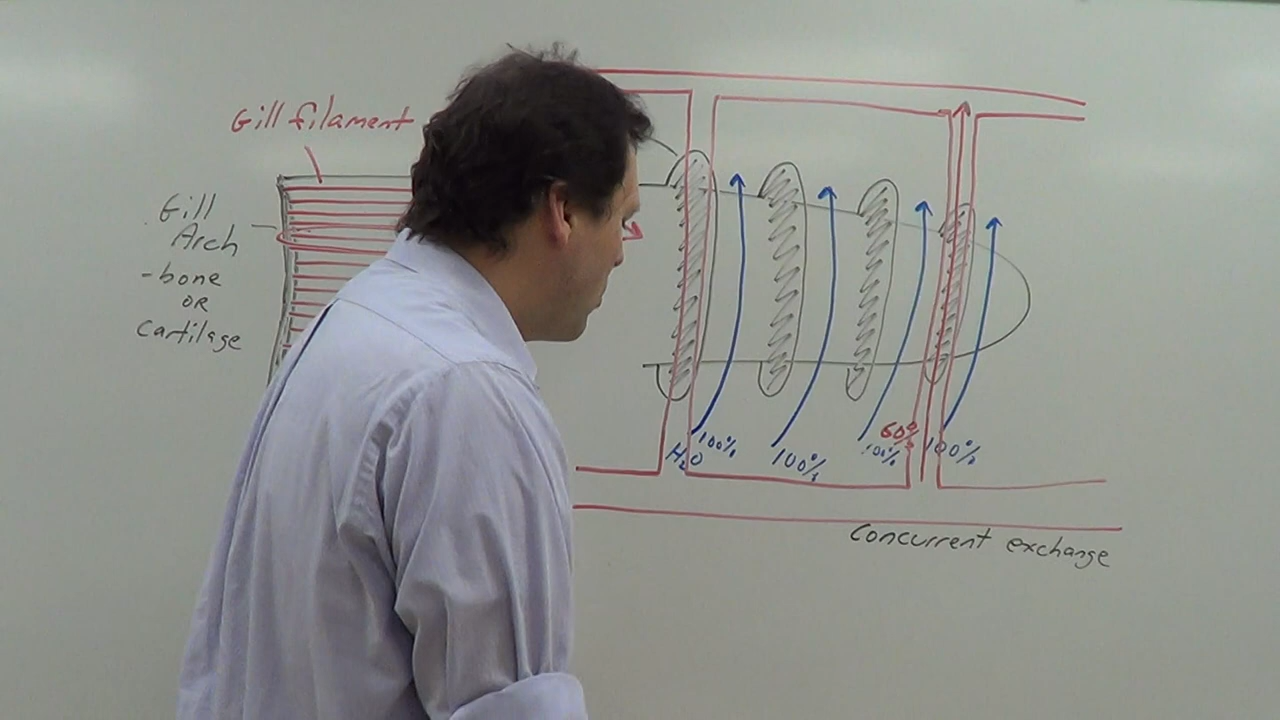 Gill filament
Gill
Arch
-bone
OR
Cartilage
H₂O
100%
100%
60%
100%
100%
Concurrent exchange